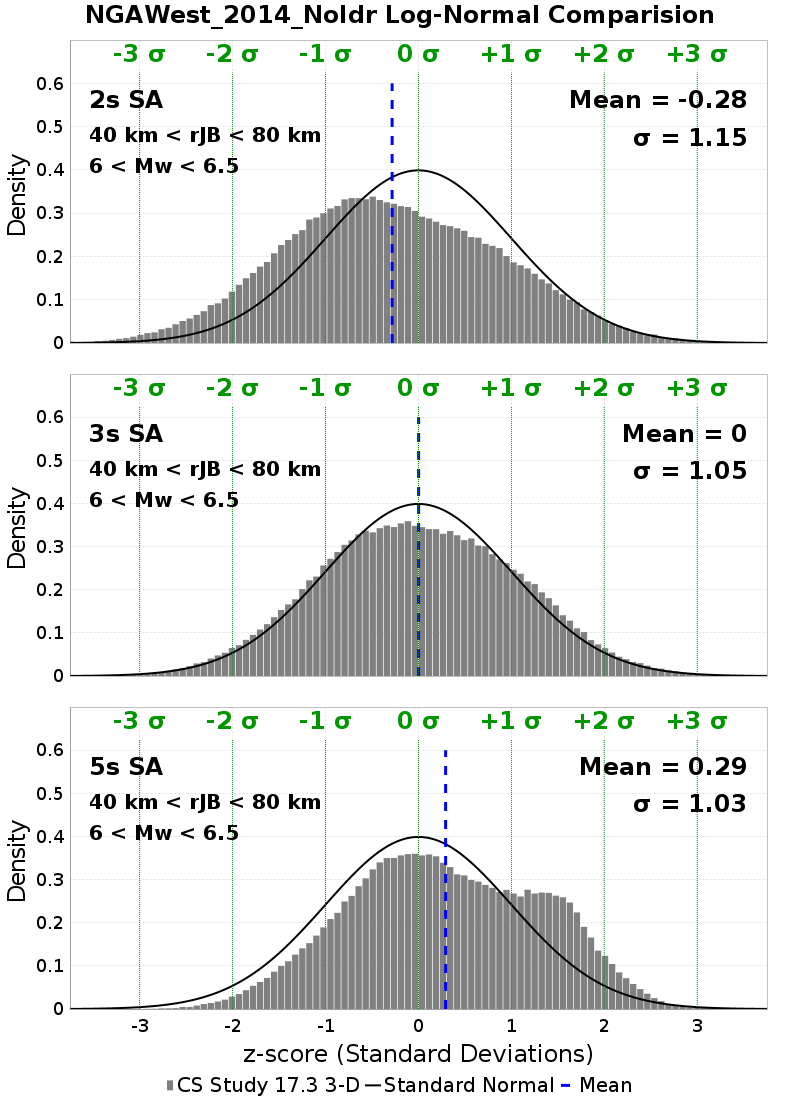 NGAWest_2014_NoIdr Log-Normal Comparision
-3 σ -2 σ -1 σ 0 σ +1 σ +2 σ +3 σ
0.6
2s SA Mean = -0.28
0.5
40 km < rJB < 80 km σ = 1.15
6 < Mw < 6.5
0.4
0.3
0.2
0.1
0
Density
-3 σ -2 σ -1 σ 0 σ +1 σ +2 σ +3 σ
0.6
3s SA Mean = 0
0.5
40 km < rJB < 80 km σ = 1.05
6 < Mw < 6.5
0.4
0.3
0.2
0.1
0
Density
-3 σ -2 σ -1 σ 0 σ +1 σ +2 σ +3 σ
0.6
5s SA Mean = 0.29
0.5
40 km < rJB < 80 km σ = 1.03
6 < Mw < 6.5
0.4
0.3
0.2
0.1
0
Density
-3 -2 -1 0 1 2 3
z-score (Standard Deviations)
CS Study 17.3 3-D Standard Normal Mean